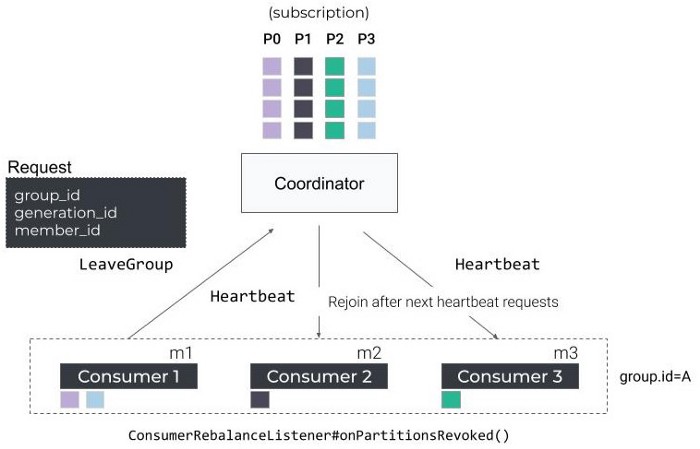 (subscription)
P0 P1 P2 P3
Coordinator
Request
group_id
generation_id
member_id
LeaveGroup
Heartbeat
Heartbeat
Rejoin after next heartbeat requests
m1 m2 m3
Consumer 1 Consumer 2 Consumer 3
group.id=A
ConsumerRebalanceListener#onPartitionsRevoked()